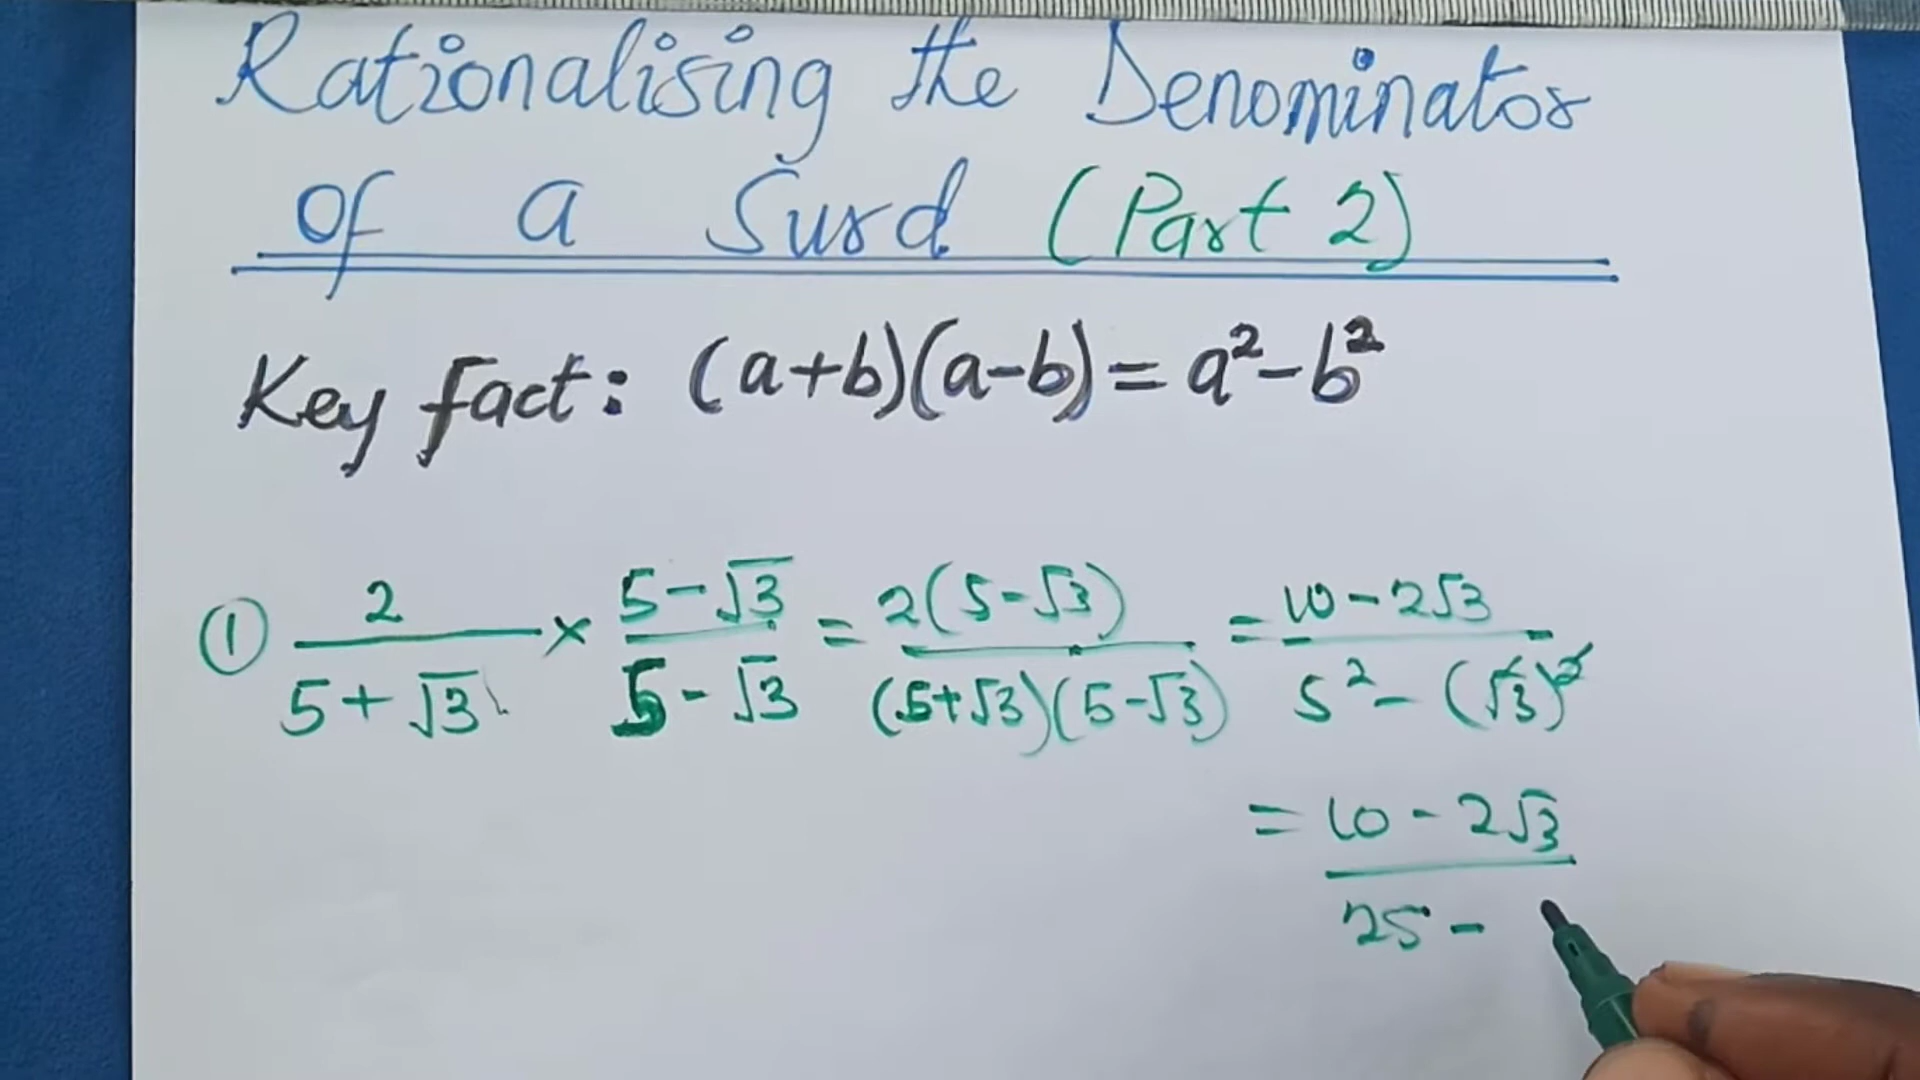 Rationalising the Denominator
of a Surd (Part 2)
Key fact: (a+b)(a-b) = a² - b²
① 2/(5+√3) × (5-√3)/(5-√3) = 2(5-√3)/((5+√3)(5-√3)) = (10-2√3)/(5²-(√3)²)
= (10-2√3)/(25-